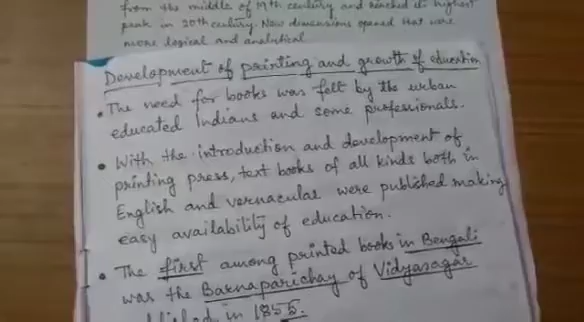 from the middle of 19th century and reached its highest
peak in 20th century. New dimensions opened that were
more logical and analytical
Development of printing and growth of education
• The need for books was felt by the urban
educated Indians and some professionals.
• With the introduction and development of
printing press, text books of all kinds both in
English and vernacular were published making
easy availability of education.
• The first among printed books in Bengali
was the Barnaparichay of Vidyasagar
in 1855.